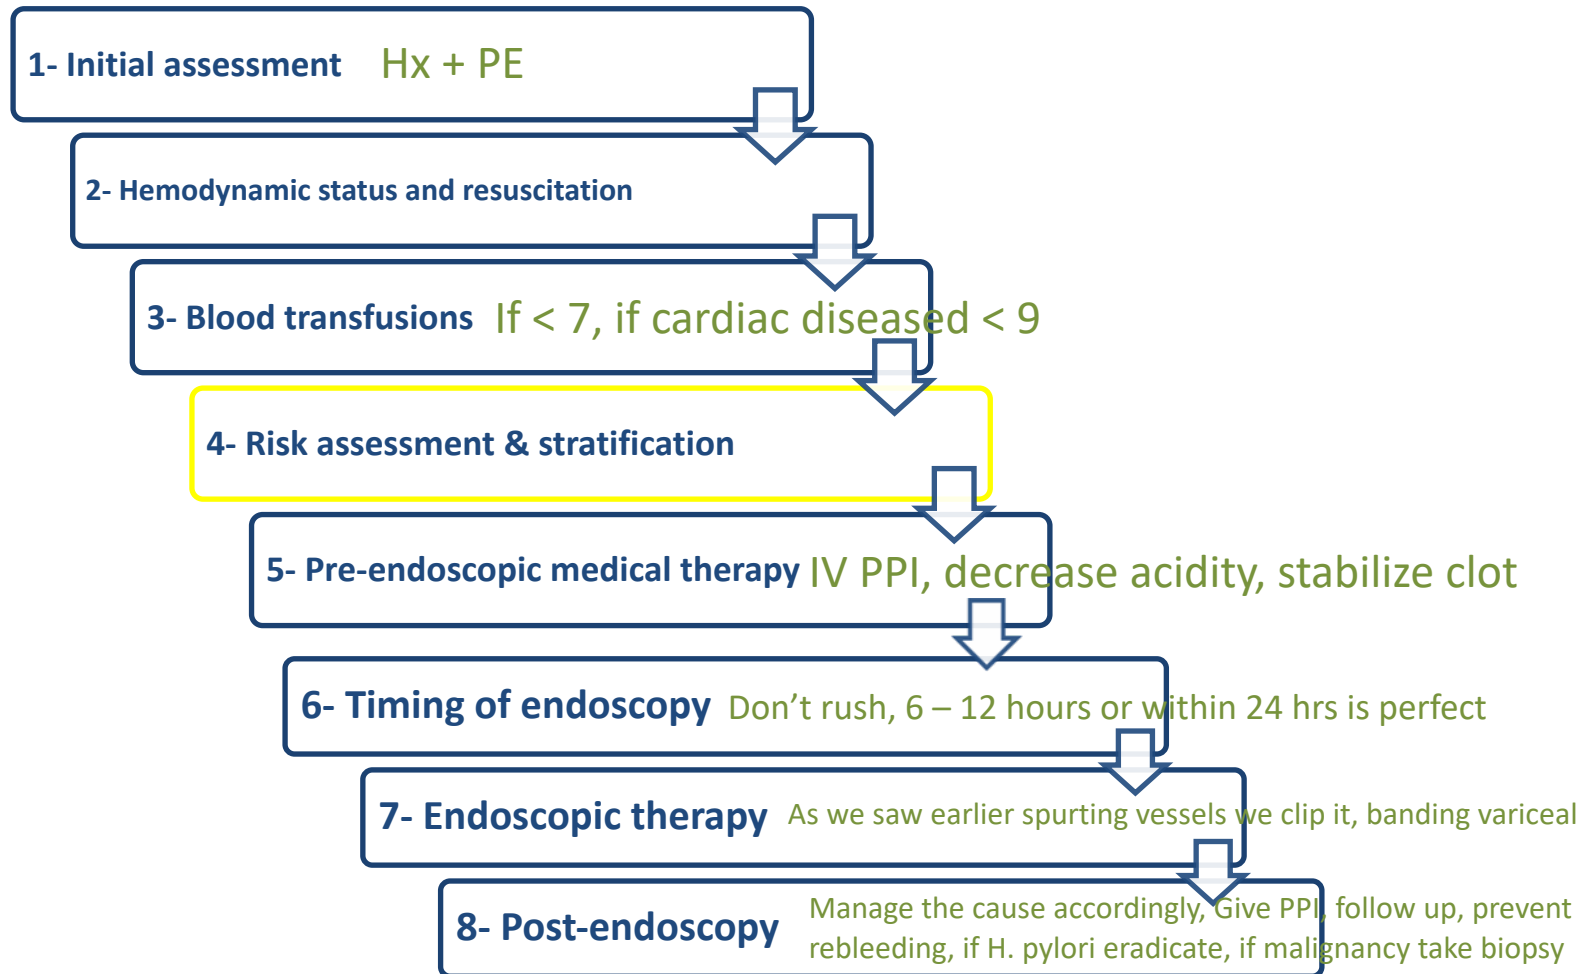 1- Initial assessment Hx + PE
2- Hemodynamic status and resuscitation
3- Blood transfusions If < 7, if cardiac diseased < 9
4- Risk assessment & stratification
5- Pre-endoscopic medical therapy IV PPI, decrease acidity, stabilize clot
6- Timing of endoscopy Don’t rush, 6 – 12 hours or within 24 hrs is perfect
7- Endoscopic therapy As we saw earlier spurting vessels we clip it, banding variceal
8- Post-endoscopy Manage the cause accordingly, Give PPI, follow up, prevent
rebleeding, if H. pylori eradicate, if malignancy take biopsy